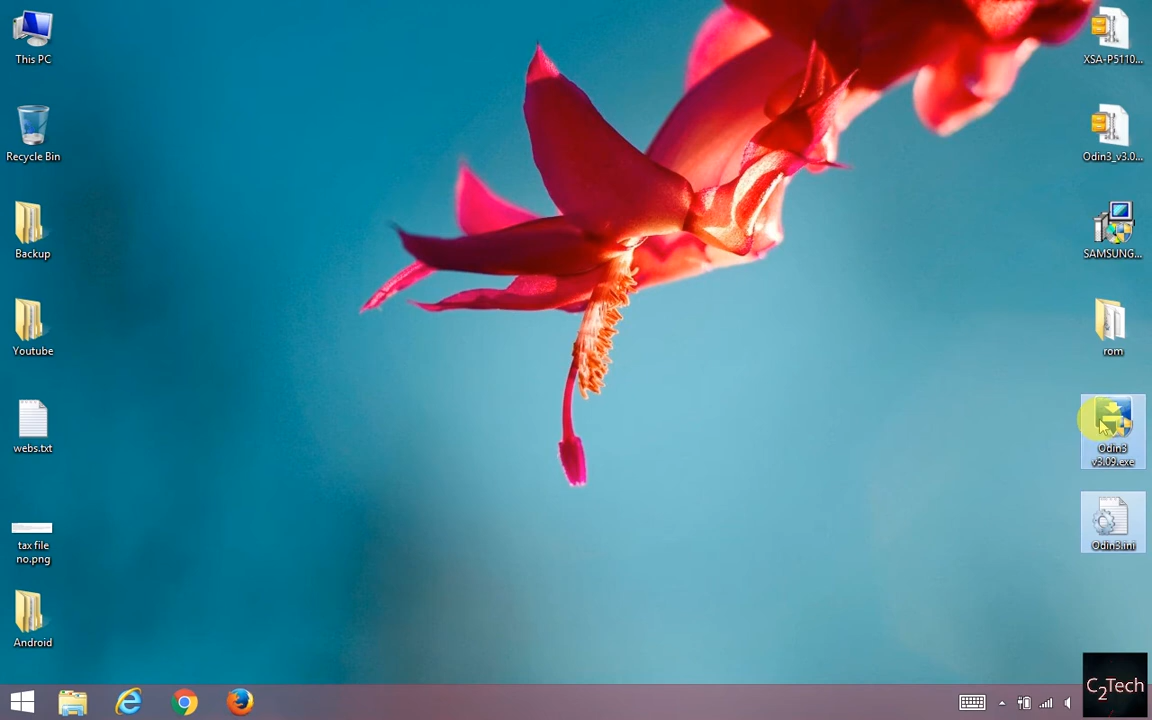 This PC
Recycle Bin
Backup
Youtube
webs.txt
tax file
no.png
Android
XSA-P5110...
Odin3_v3.0...
SAMSUNG...
rom
Odin3
v3.09.exe
Odin3.ini
C2Tech